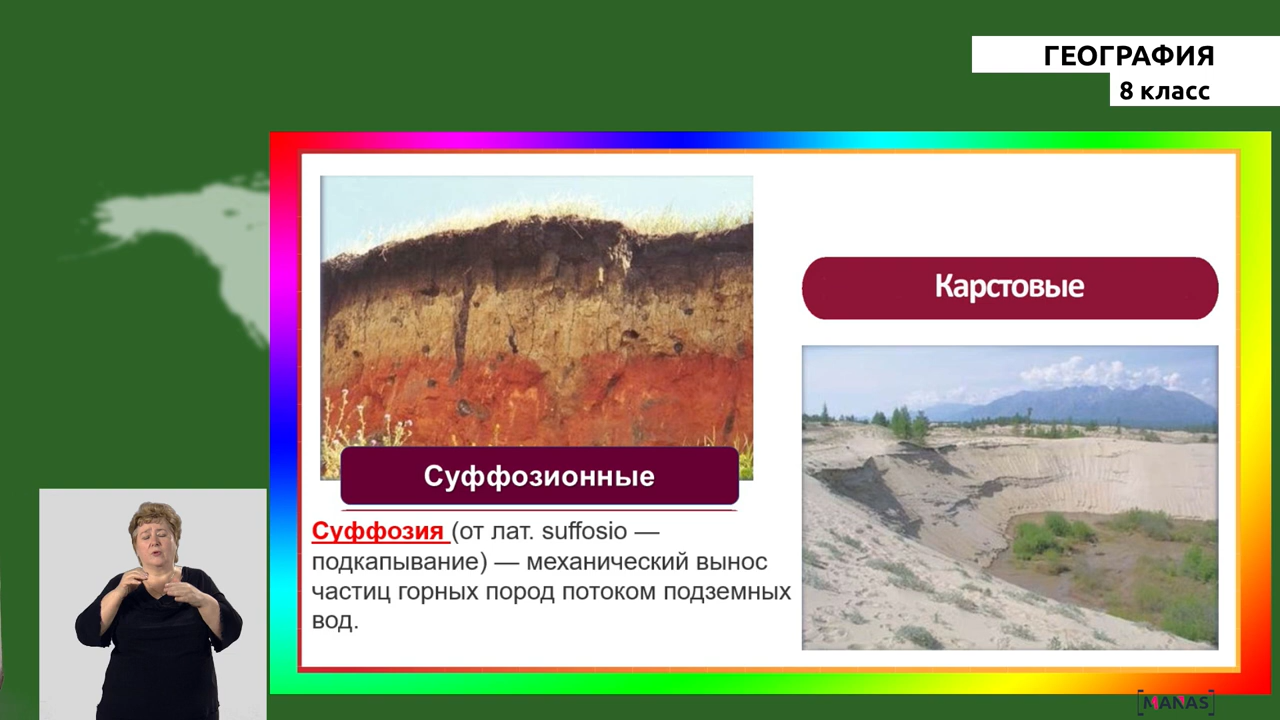 ГЕОГРАФИЯ
8 класс
Карстовые
Суффозионные
Суффозия (от лат. suffosio —
подкапывание) — механический вынос
частиц горных пород потоком подземных
вод.
[MANAS]